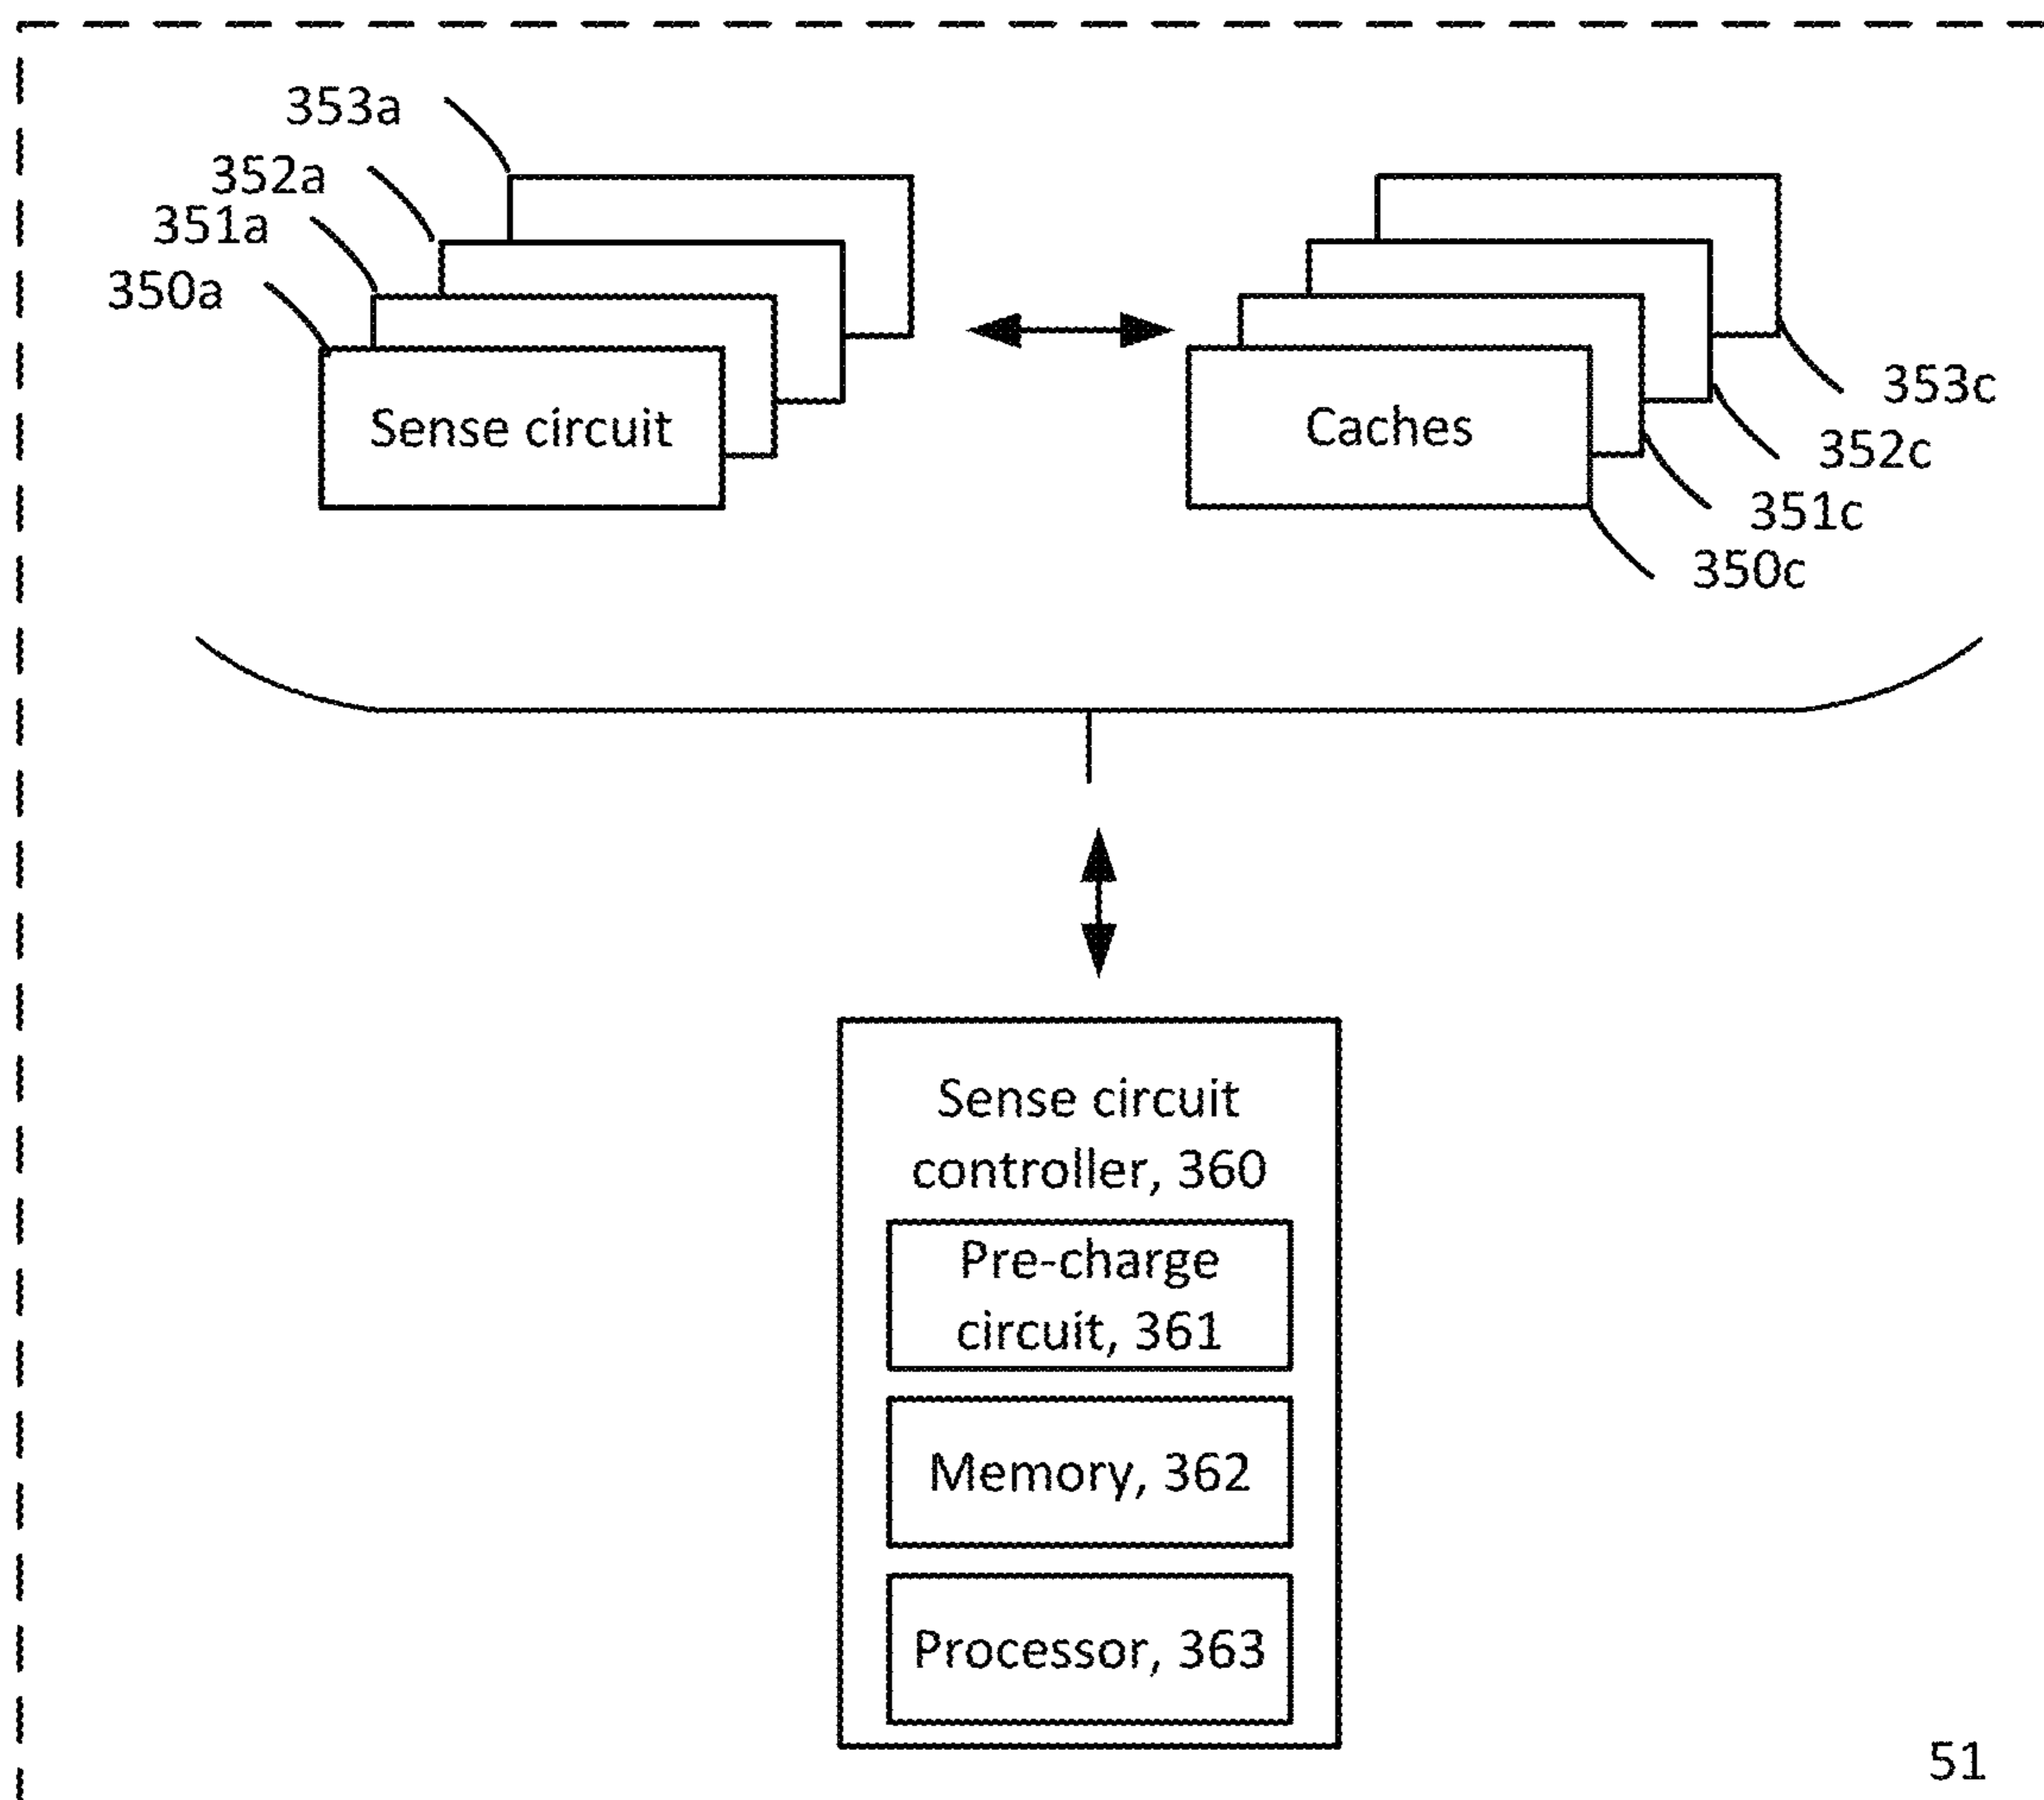 353a
352a
351a
350a
Sense circuit
Caches
353c
352c
351c
350c
Sense circuit
controller, 360
Pre-charge
circuit, 361
Memory, 362
Processor, 363
51